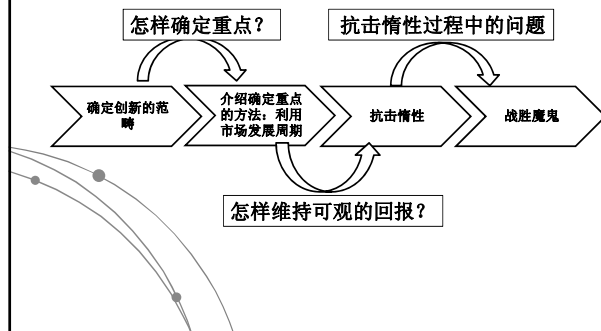 怎样确定重点？
抗击惰性过程中的问题
确定创新的范
畴
介绍确定重点
的方法：利用
市场发展周期
抗击惰性
战胜魔鬼
怎样维持可观的回报？